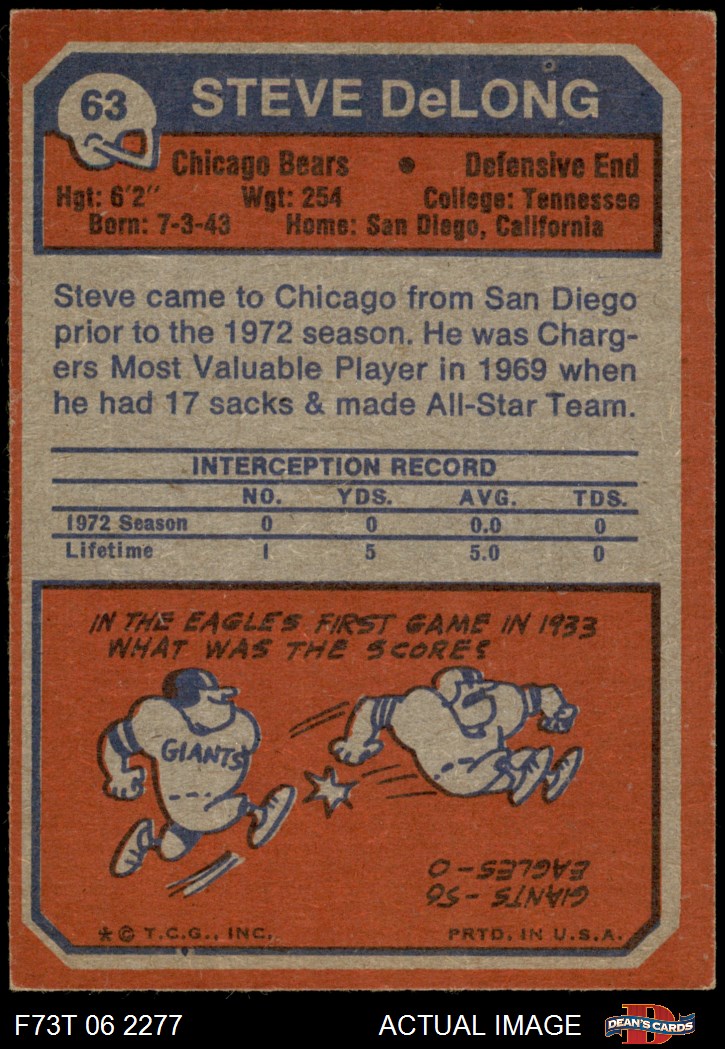 63
STEVE DeLONG
Chicago Bears • Defensive End
Hgt: 6'2" Wgt: 254 College: Tennessee
Born: 7-3-43 Home: San Diego, California
Steve came to Chicago from San Diego
prior to the 1972 season. He was Charg-
ers Most Valuable Player in 1969 when
he had 17 sacks & made All-Star Team.
INTERCEPTION RECORD
NO. YDS. AVG. TDS.
1972 Season 0 0 0.0 0
Lifetime 1 5 5.0 0
IN THE EAGLES FIRST GAME IN 1933
WHAT WAS THE SCORE?
GIANTS
GIANTS - 56
EAGLES - 0
* © T.C.G., INC. PRTD. IN U.S.A.
F73T 06 2277 ACTUAL IMAGE
D
DEAN'S CARDS